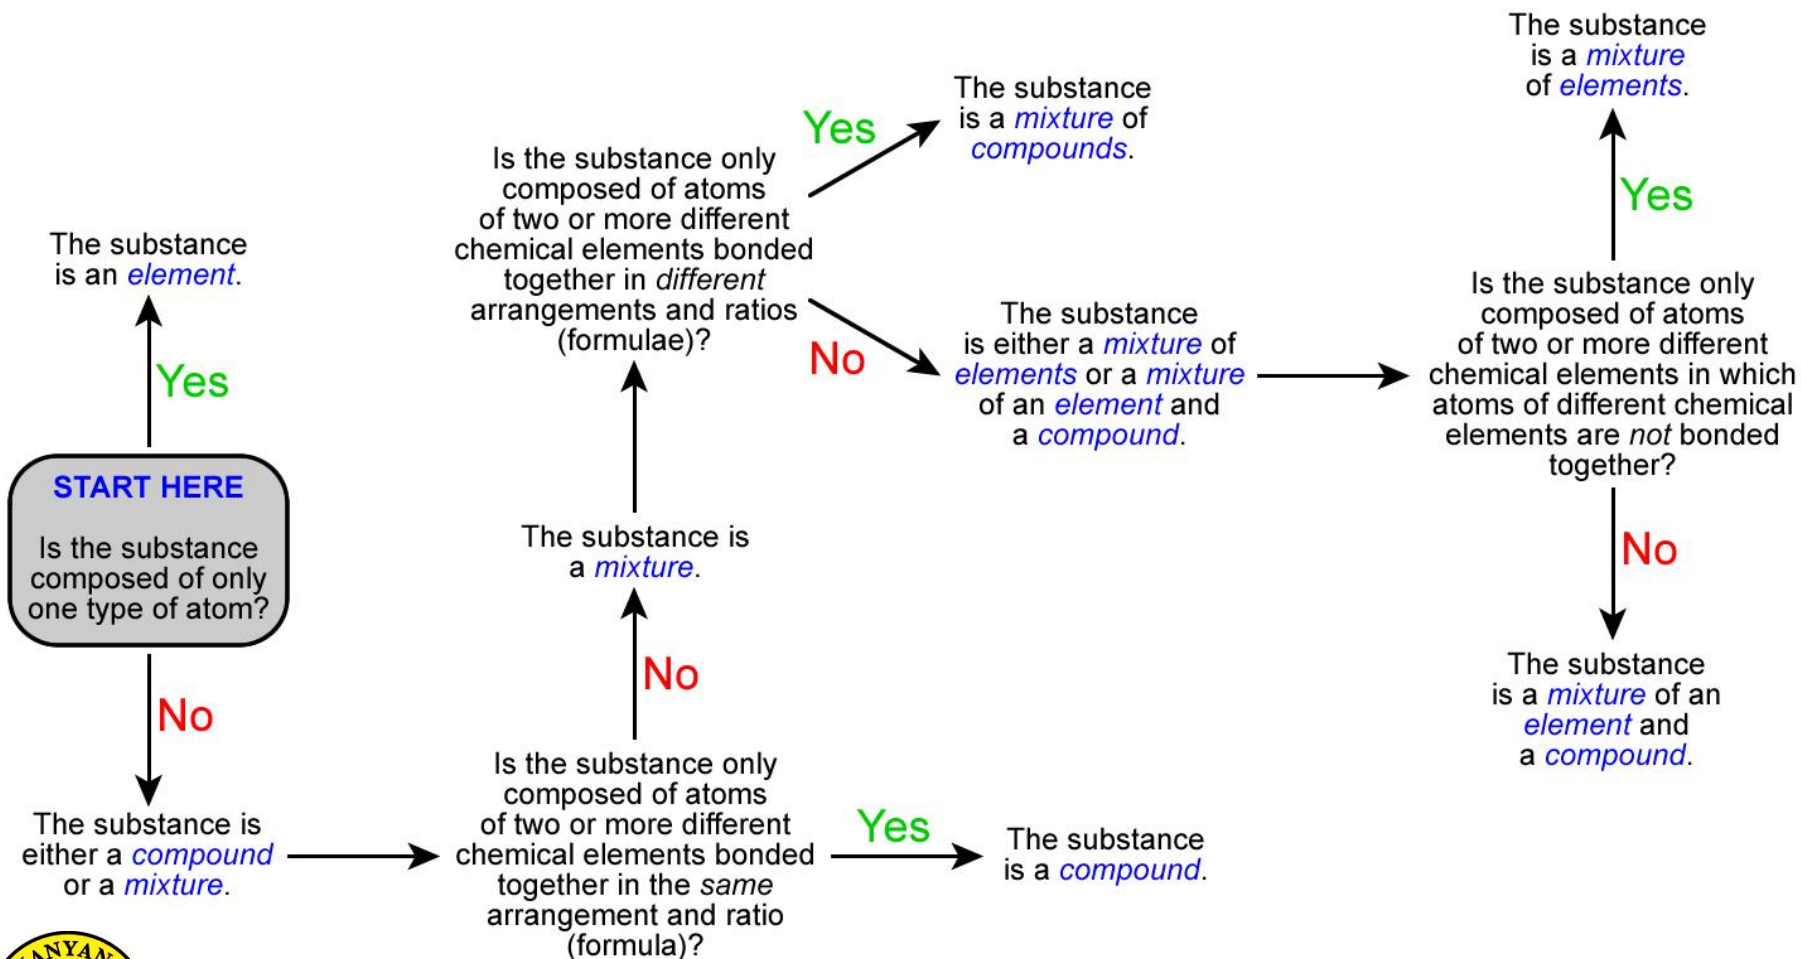 The substance
is an element.
Yes
START HERE
Is the substance
composed of only
one type of atom?
No
The substance is
either a compound
or a mixture.
Is the substance only
composed of atoms
of two or more different
chemical elements bonded
together in the same
arrangement and ratio
(formula)?
Yes
The substance
is a compound.
No
The substance is
a mixture.
Is the substance only
composed of atoms
of two or more different
chemical elements bonded
together in different
arrangements and ratios
(formulae)?
Yes
The substance
is a mixture of
compounds.
No
The substance
is either a mixture of
elements or a mixture
of an element and
a compound.
Is the substance only
composed of atoms
of two or more different
chemical elements in which
atoms of different chemical
elements are not bonded
together?
Yes
The substance
is a mixture
of elements.
No
The substance
is a mixture of an
element and
a compound.